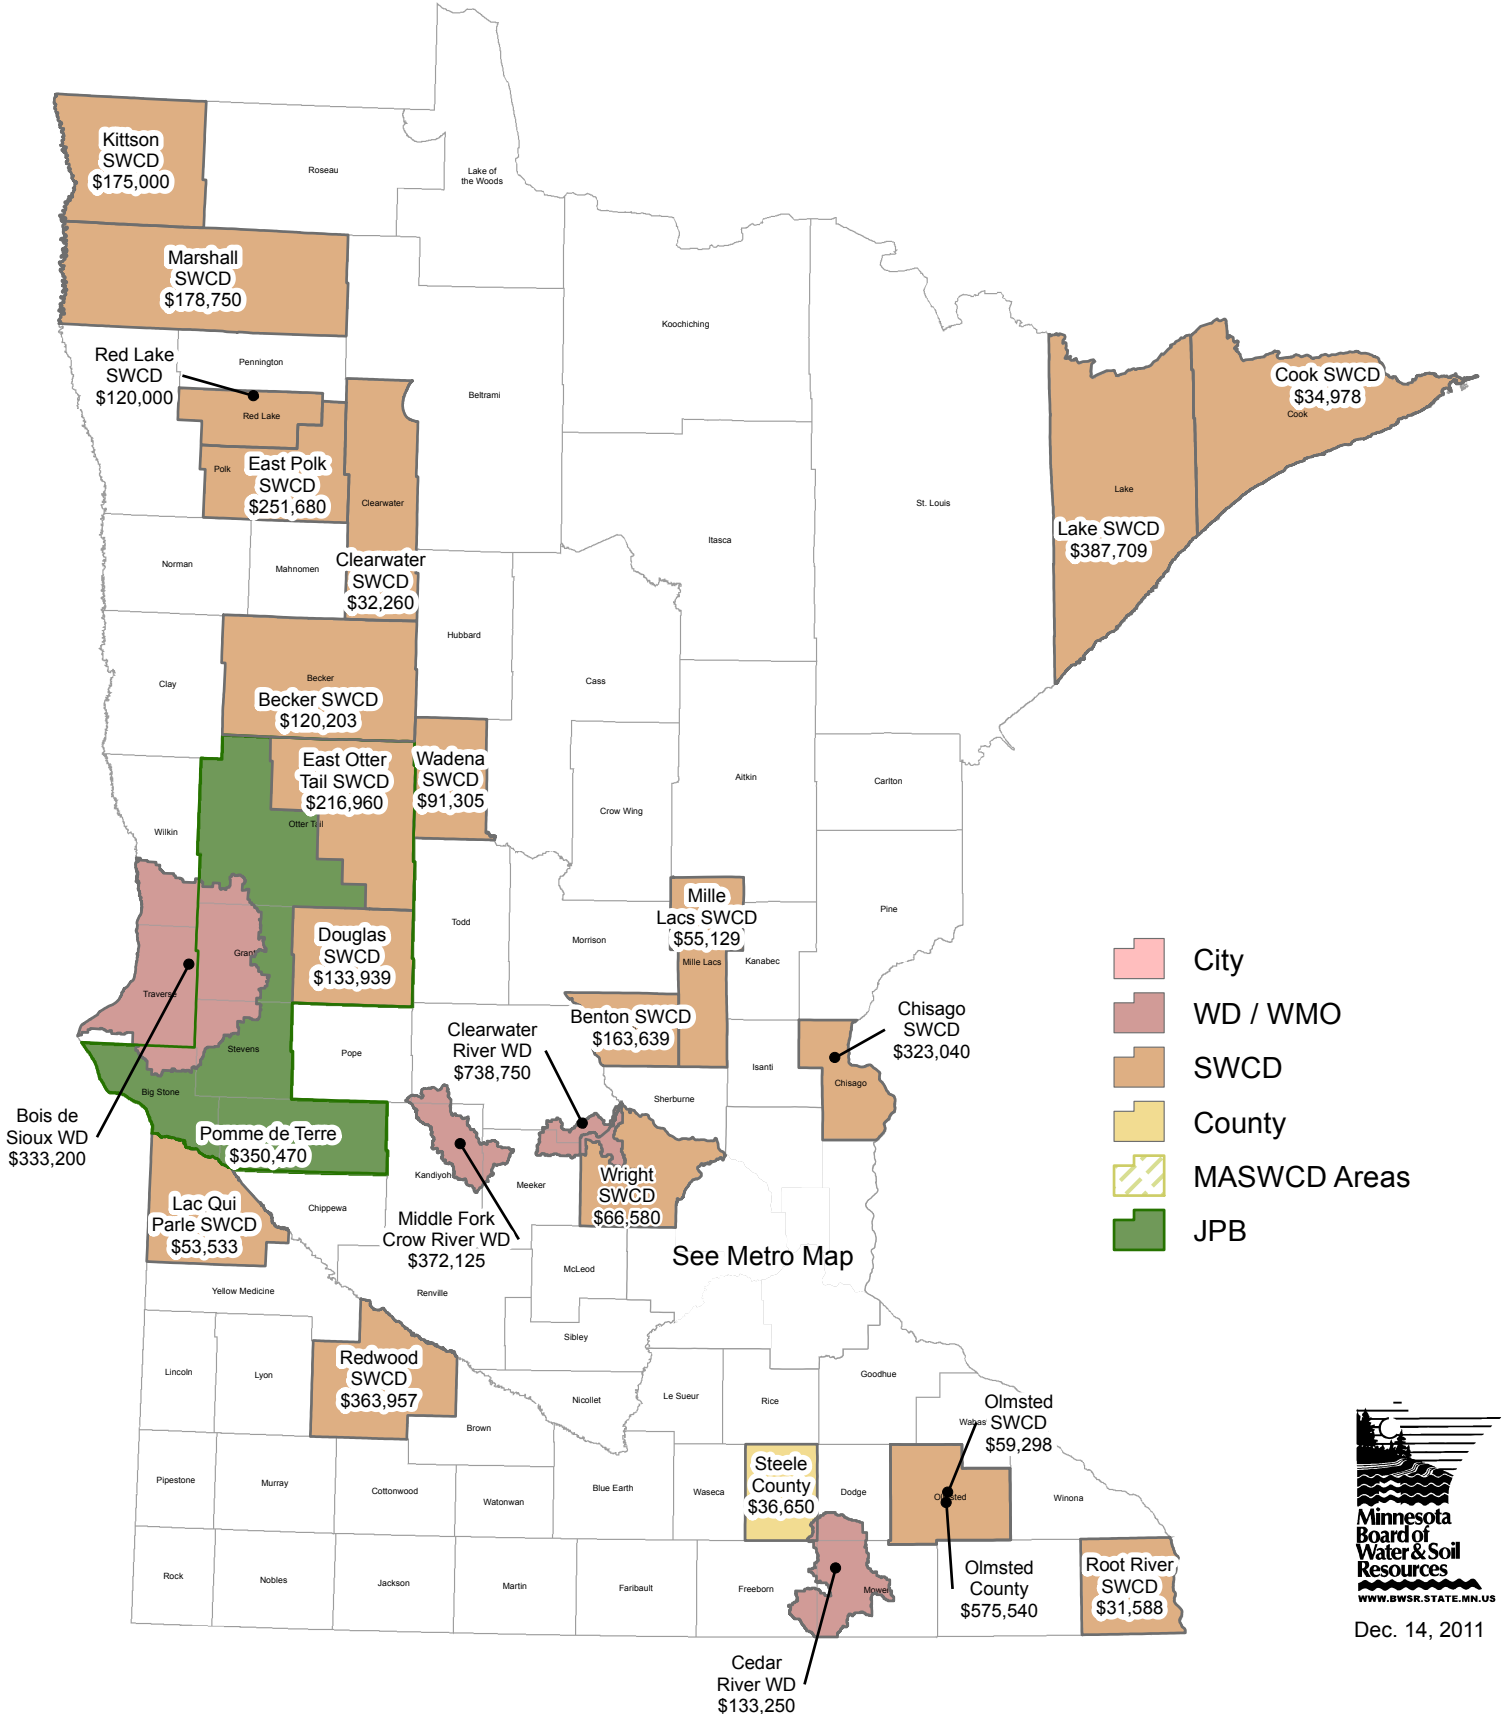 Kittson
SWCD
$175,000
Roseau
Lake of
the Woods
Marshall
SWCD
$178,750
Koochiching
Red Lake
SWCD
$120,000
Pennington
Beltrami
Cook SWCD
$34,978
Cook
Red Lake
Polk
East Polk
SWCD
$251,680
Clearwater
St. Louis
Lake
Lake SWCD
$387,709
Itasca
Norman
Mahnomen
Clearwater
SWCD
$32,260
Hubbard
Clay
Becker
Becker SWCD
$120,203
Cass
East Otter
Tail SWCD
$216,960
Wadena
SWCD
$91,305
Aitkin
Carlton
Crow Wing
Otter Tail
Wilkin
Mille
Lacs SWCD
$55,129
Mille Lacs
Pine
Todd
Morrison
Kanabec
Douglas
SWCD
$133,939
Grant
Traverse
City
WD / WMO
SWCD
County
MASWCD Areas
JPB
Benton SWCD
$163,639
Chisago
SWCD
$323,040
Clearwater
River WD
$738,750
Stevens
Pope
Isanti
Chisago
Big Stone
Sherburne
Bois de
Sioux WD
$333,200
Pomme de Terre
$350,470
Kandiyohi
Meeker
Wright
SWCD
$66,580
Lac Qui
Parle SWCD
$53,533
Chippewa
Middle Fork
Crow River WD
$372,125
See Metro Map
McLeod
Yellow Medicine
Renville
Sibley
Redwood
SWCD
$363,957
Lincoln
Lyon
Nicollet
Le Sueur
Rice
Goodhue
Brown
Wabas
Olmsted
SWCD
$59,298
Steele
County
$36,650
Pipestone
Murray
Cottonwood
Watonwan
Blue Earth
Waseca
Dodge
Olmsted
Winona
Rock
Nobles
Jackson
Martin
Faribault
Freeborn
Mower
Olmsted
County
$575,540
Root River
SWCD
$31,588
Cedar
River WD
$133,250
Minnesota
Board of
Water & Soil
Resources
WWW.BWSR.STATE.MN.US
Dec. 14, 2011